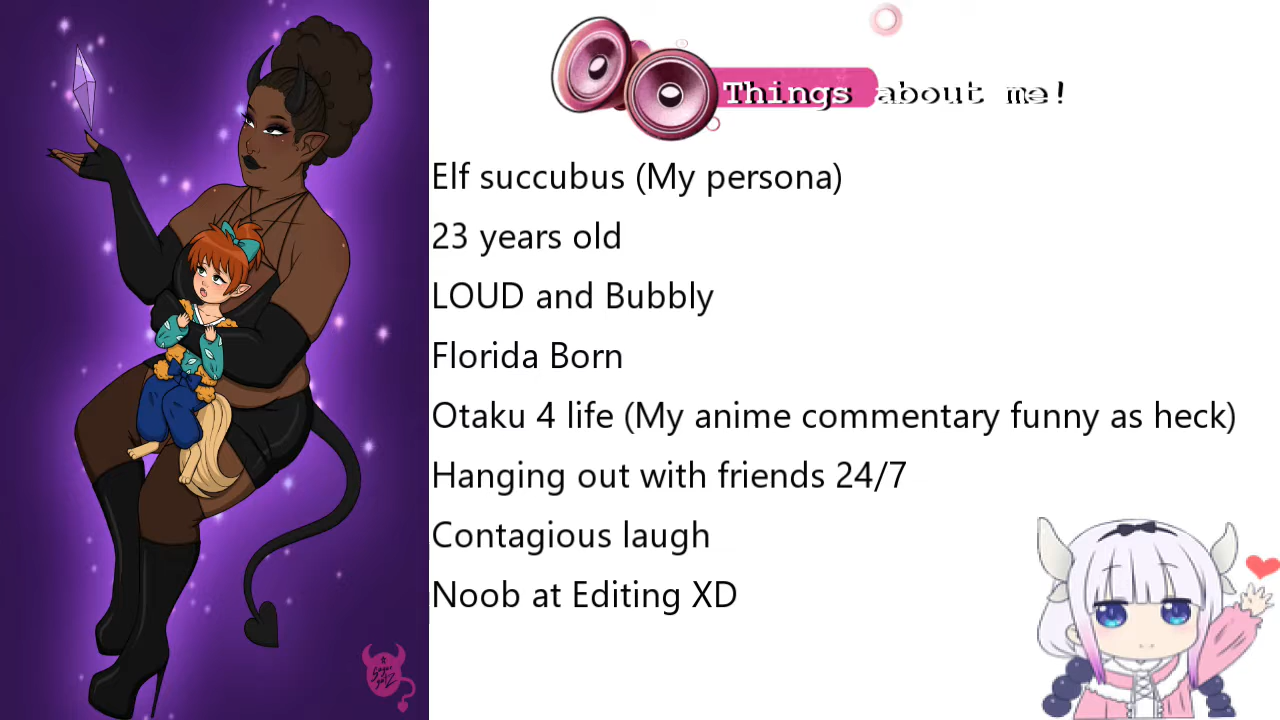 Things about me!
Elf succubus (My persona)
23 years old
LOUD and Bubbly
Florida Born
Otaku 4 life (My anime commentary funny as heck)
Hanging out with friends 24/7
Contagious laugh
Noob at Editing XD